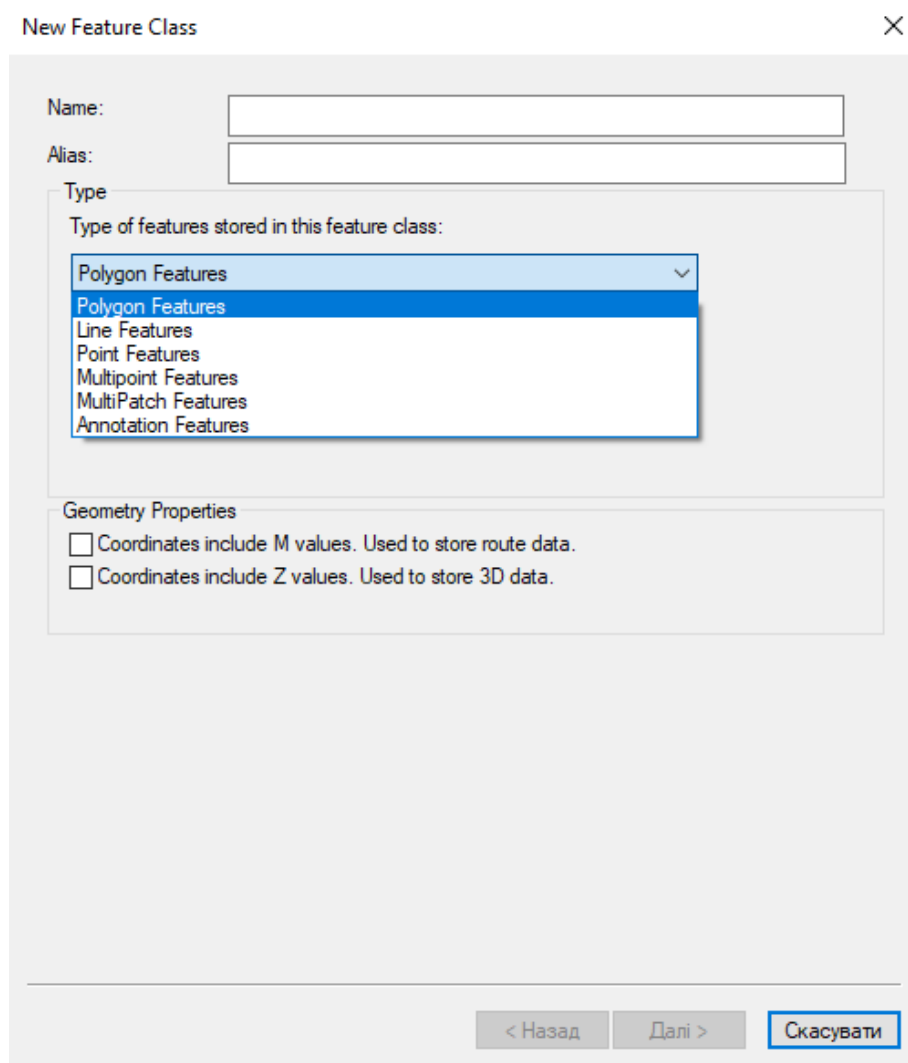 New Feature Class
Name:
Alias:
Type
Type of features stored in this feature class:
Polygon Features
Polygon Features
Line Features
Point Features
Multipoint Features
MultiPatch Features
Annotation Features
Geometry Properties
Coordinates include M values. Used to store route data.
Coordinates include Z values. Used to store 3D data.
< Назад Далі > Скасувати